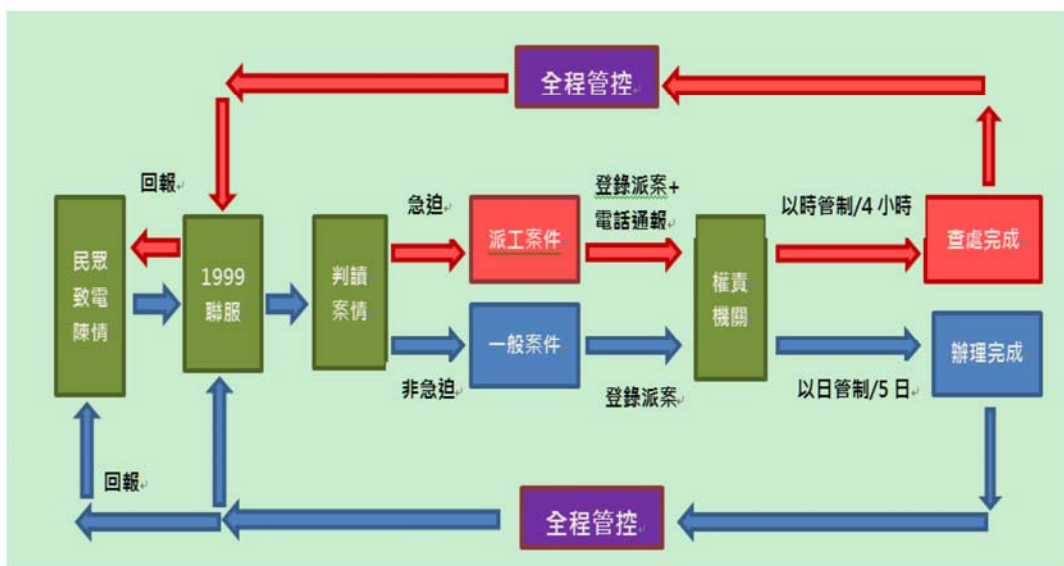 全程管控
回報
急迫
登錄派案+
電話通報
以時管制/4 小時
民眾
致電
陳情
1999
聯服
判讀
案情
派工案件
權責
機關
查處完成
一般案件
辦理完成
非急迫
登錄派案
以日管制/5 日
回報
全程管控